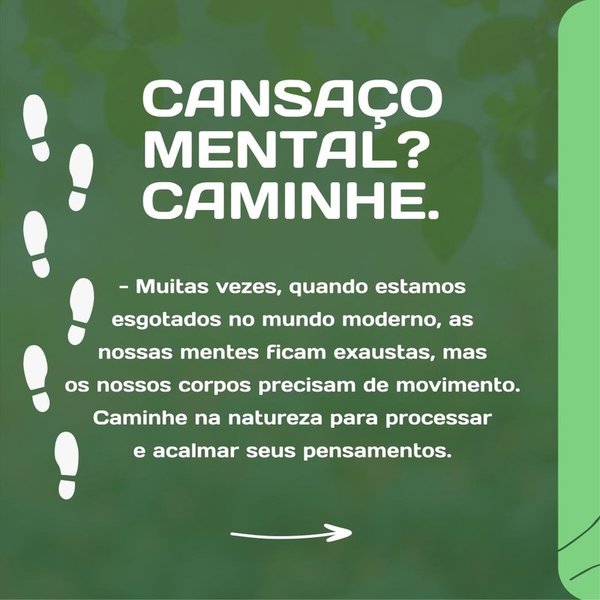 CANSAÇO
MENTAL?
CAMINHE.
- Muitas vezes, quando estamos
esgotados no mundo moderno, as
nossas mentes ficam exaustas, mas
os nossos corpos precisam de movimento.
Caminhe na natureza para processar
e acalmar seus pensamentos.